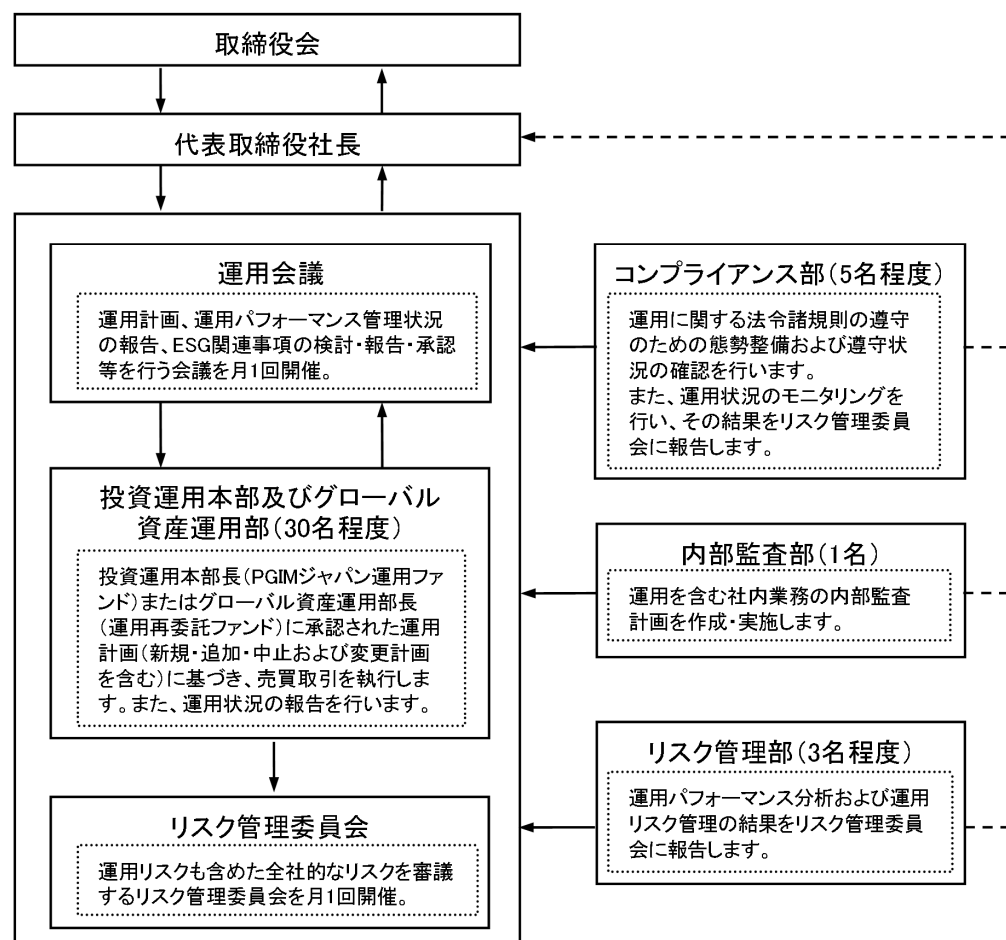 取締役会
代表取締役社長
運用会議
運用計画、運用パフォーマンス管理状況
の報告、ESG関連事項の検討・報告・承認
等を行う会議を月1回開催。
投資運用本部及びグローバル
資産運用部(30名程度)
投資運用本部長(PGIMジャパン運用ファ
ンド)またはグローバル資産運用部長
(運用再委託ファンド)に承認された運用
計画(新規・追加・中止および変更計画
を含む)に基づき、売買取引を執行しま
す。また、運用状況の報告を行います。
リスク管理委員会
運用リスクも含めた全社的なリスクを審議
するリスク管理委員会を月1回開催。
コンプライアンス部(5名程度)
運用に関する法令諸規則の遵守
のための態勢整備および遵守状
況の確認を行います。
また、運用状況のモニタリングを
行い、その結果をリスク管理委員
会に報告します。
内部監査部(1名)
運用を含む社内業務の内部監査
計画を作成・実施します。
リスク管理部(3名程度)
運用パフォーマンス分析および運用
リスク管理の結果をリスク管理委員
会に報告します。